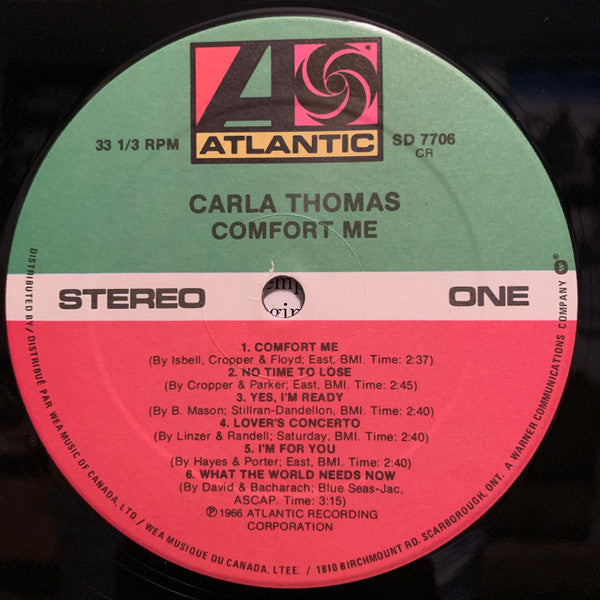 33 1/3 RPM
ATLANTIC
SD 7706
CR
CARLA THOMAS
COMFORT ME
STEREO
ONE
1. COMFORT ME
(By Isbell, Cropper & Floyd; East, BMI. Time: 2:37)
2. NO TIME TO LOSE
(By Cropper & Parker; East, BMI. Time: 2:45)
3. YES, I'M READY
(By B. Mason; Stillran-Dandellon, BMI. Time: 2:40)
4. LOVER'S CONCERTO
(By Linzer & Randell; Saturday, BMI. Time: 2:40)
5. I'M FOR YOU
(By Hayes & Porter; East, BMI. Time: 2:40)
6. WHAT THE WORLD NEEDS NOW
(By David & Bacharach; Blue Seas-Jac,
ASCAP. Time: 3:15)
℗1966 ATLANTIC RECORDING
CORPORATION
DISTRIBUTED BY / DISTRIBUÉ PAR WEA MUSIC OF CANADA, LTD / WEA MUSIQUE DU CANADA, LTEE. / 1810 BIRCHMOUNT RD. SCARBOROUGH, ONT. A WARNER COMMUNICATIONS COMPANY ®